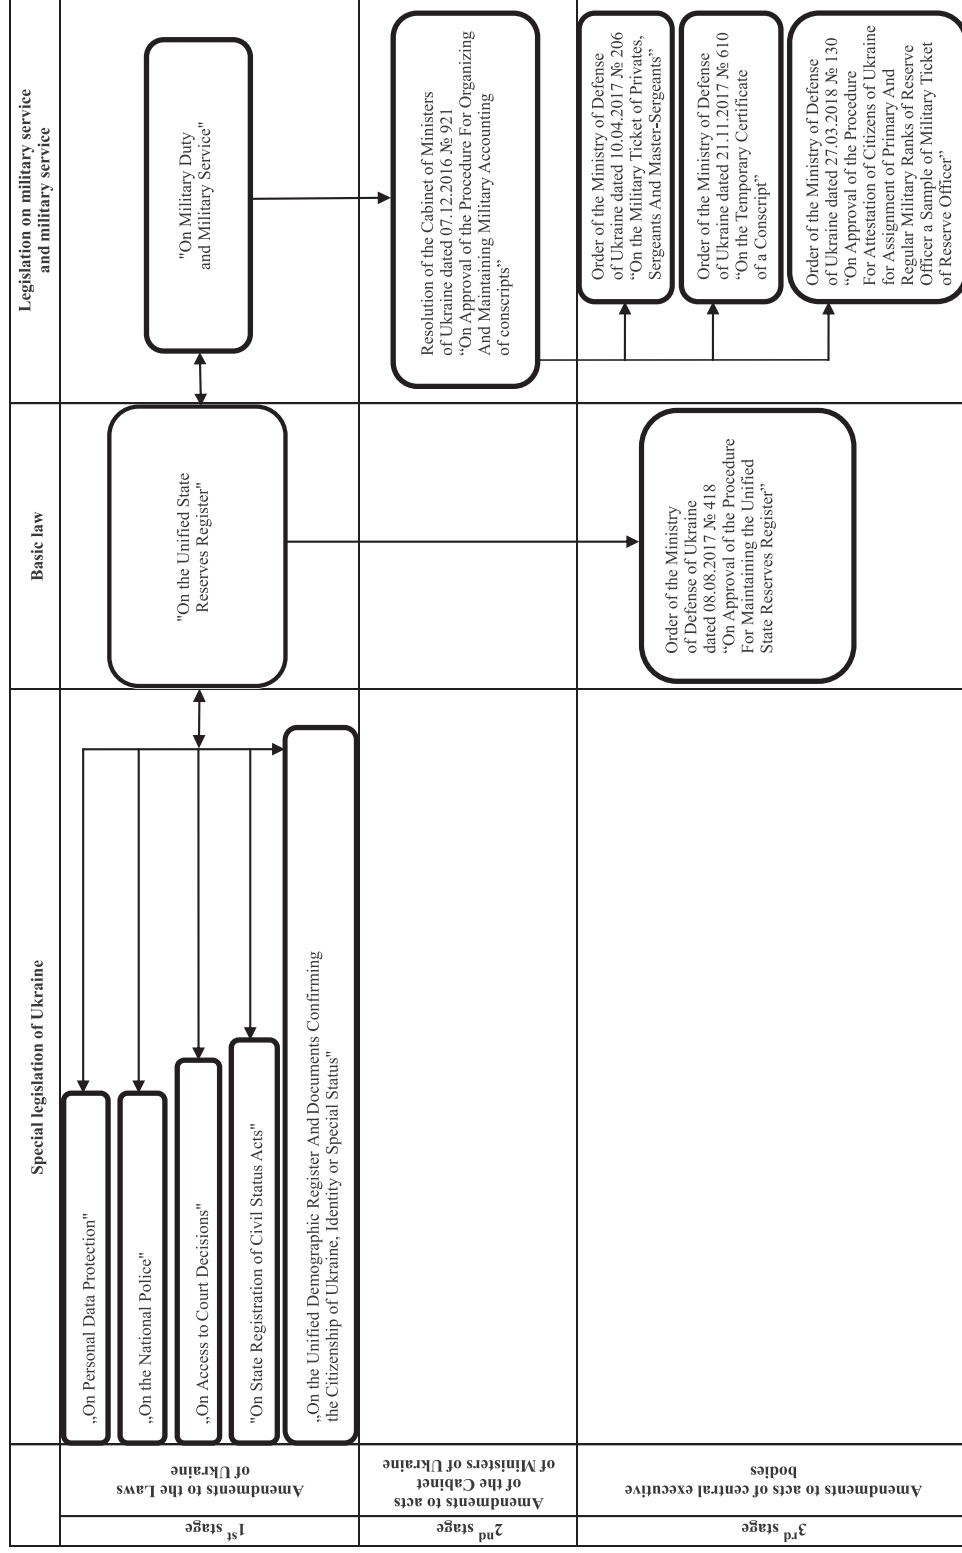 Special legislation of Ukraine
Basic law
Legislation on military service
and military service
1st stage
Amendments to the Laws
of Ukraine
„On Personal Data Protection"
„On the National Police"
„On Access to Court Decisions"
"On State Registration of Civil Status Acts"
„On the Unified Demographic Register And Documents Confirming
the Citizenship of Ukraine, Identity or Special Status"
"On the Unified State
Reserves Register"
"On Military Duty
and Military Service"
2nd stage
Amendments to acts
of the Cabinet
of Ministers of Ukraine
Resolution of the Cabinet of Ministers
of Ukraine dated 07.12.2016 № 921
“On Approval of the Procedure For Organizing
And Maintaining Military Accounting
of conscripts”
3rd stage
Amendments to acts of central executive
bodies
Order of the Ministry
of Defense of Ukraine
dated 08.08.2017 № 418
“On Approval of the Procedure
For Maintaining the Unified
State Reserves Register”
Order of the Ministry of Defense
of Ukraine dated 10.04.2017 № 206
“On the Military Ticket of Privates,
Sergeants And Master-Sergeants”
Order of the Ministry of Defense
of Ukraine dated 21.11.2017 № 610
“On the Temporary Certificate
of a Conscript”
Order of the Ministry of Defense
of Ukraine dated 27.03.2018 № 130
“On Approval of the Procedure
For Attestation of Citizens of Ukraine
for Assignment of Primary And
Regular Military Ranks of Reserve
Officer a Sample of Military Ticket
of Reserve Officer”